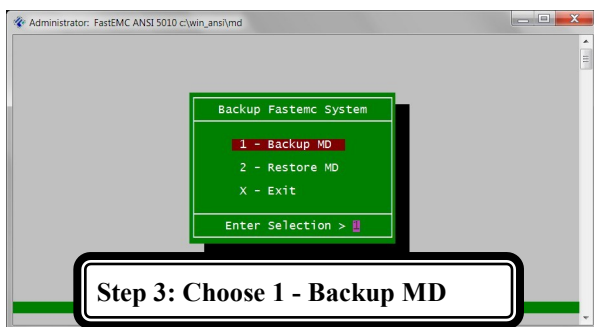 Administrator: FastEMC ANSI 5010 c:\win_ansi\md
Backup Fastemc System
1 - Backup MD
2 - Restore MD
X - Exit
Enter Selection > 1
Step 3: Choose 1 - Backup MD